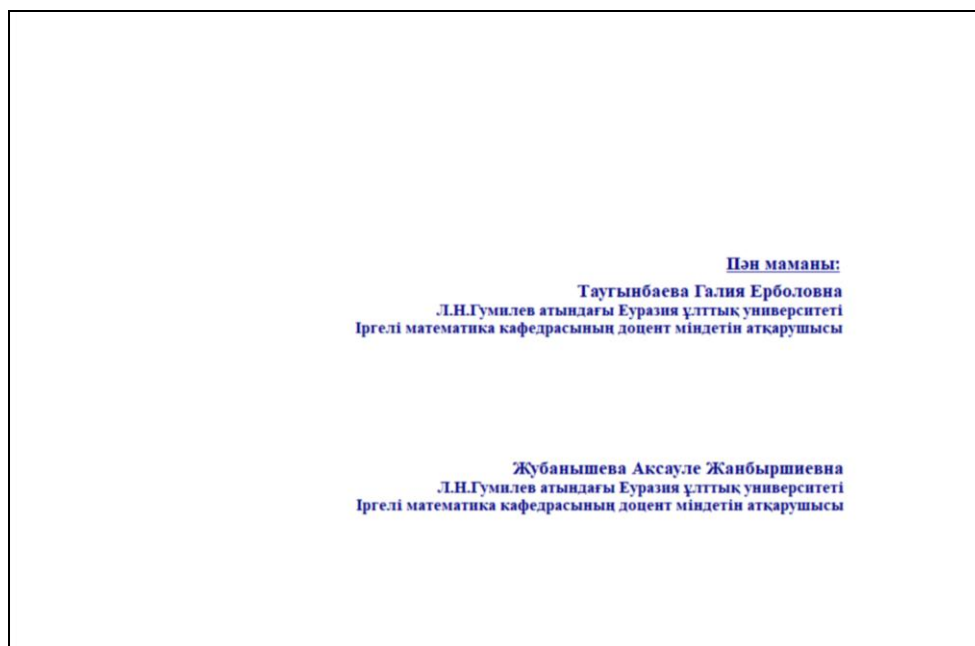 Пән маманы:
Таугынбаева Галия Ерболовна
Л.Н.Гумилев атындағы Еуразия ұлттық университеті
Іргелі математика кафедрасының доцент міндетін атқарушысы
Жубанышева Аксауле Жанбыршиевна
Л.Н.Гумилев атындағы Еуразия ұлттық университеті
Іргелі математика кафедрасының доцент міндетін атқарушысы